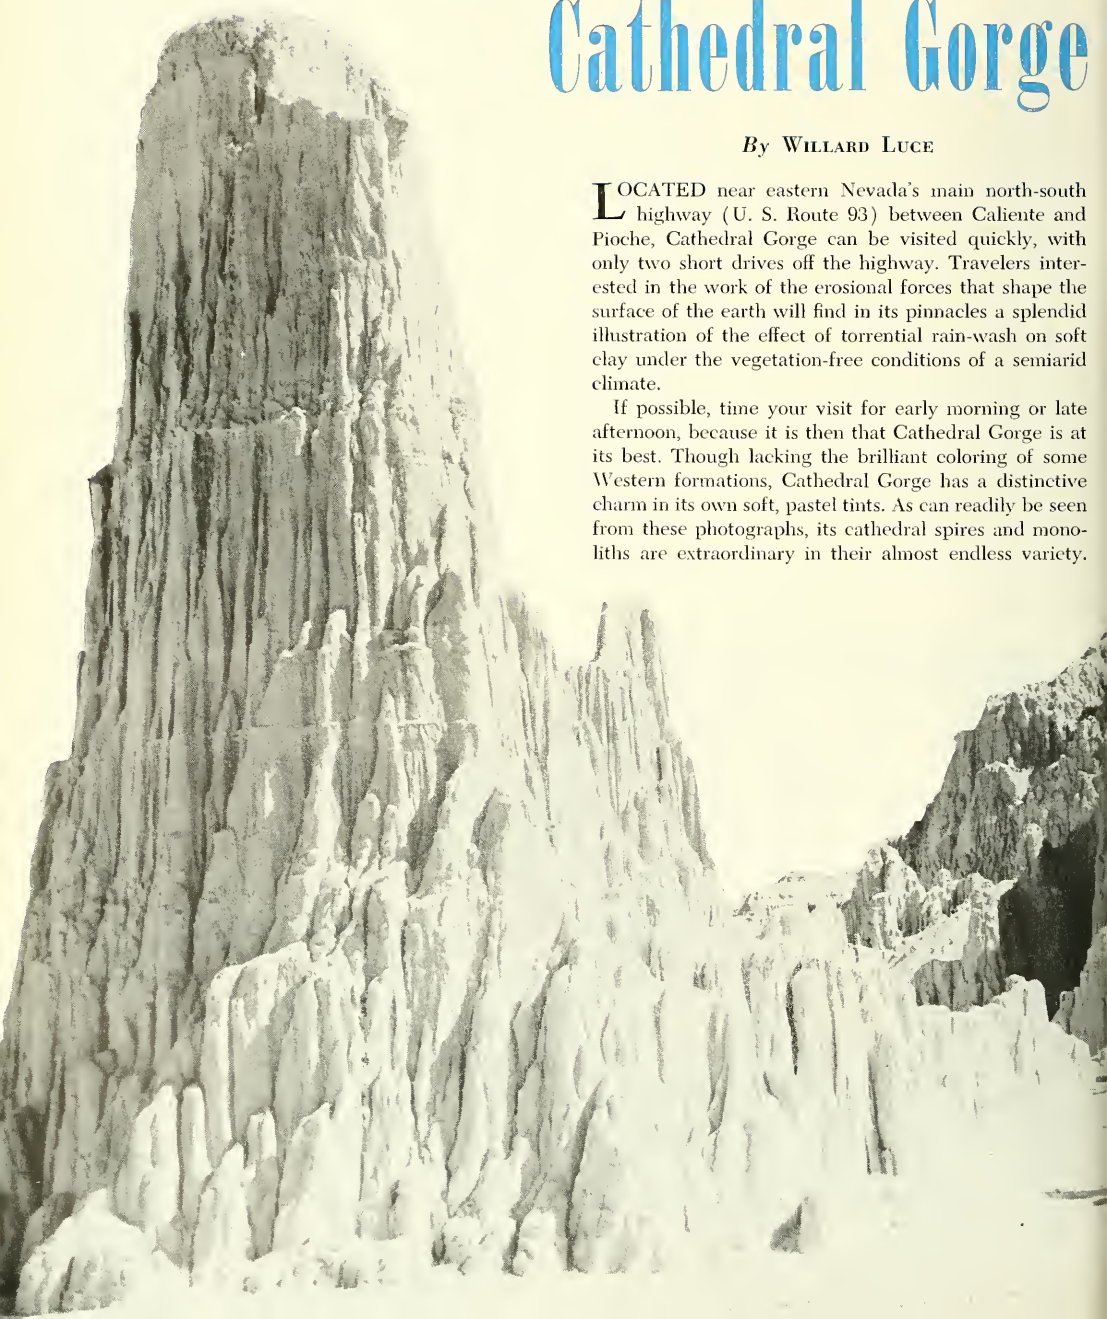 Cathedral Gorge
By WILLARD LUCE
LOCATED near eastern Nevada's main north-south
highway (U. S. Route 93) between Caliente and
Pioche, Cathedral Gorge can be visited quickly, with
only two short drives off the highway. Travelers inter-
ested in the work of the erosional forces that shape the
surface of the earth will find in its pinnacles a splendid
illustration of the effect of torrential rain-wash on soft
clay under the vegetation-free conditions of a semiarid
climate.
If possible, time your visit for early morning or late
afternoon, because it is then that Cathedral Gorge is at
its best. Though lacking the brilliant coloring of some
Western formations, Cathedral Gorge has a distinctive
charm in its own soft, pastel tints. As can readily be seen
from these photographs, its cathedral spires and mono-
liths are extraordinary in their almost endless variety.